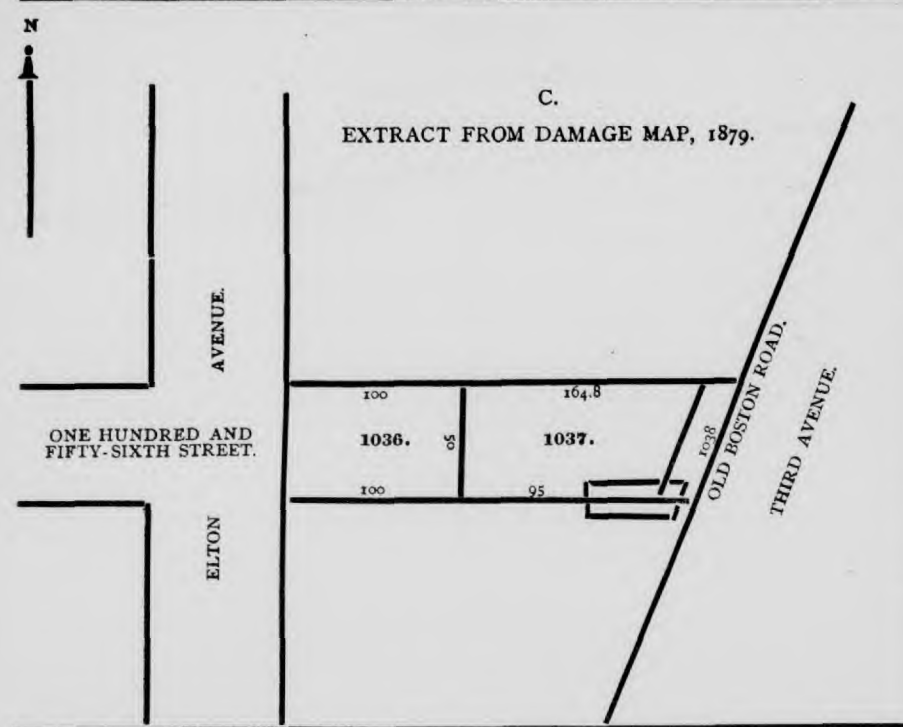 N
C.
EXTRACT FROM DAMAGE MAP, 1879.
AVENUE.
ELTON
ONE HUNDRED AND
FIFTY-SIXTH STREET.
100
164.8
1036.
50
1037.
1038
100
95
OLD BOSTON ROAD.
THIRD AVENUE.